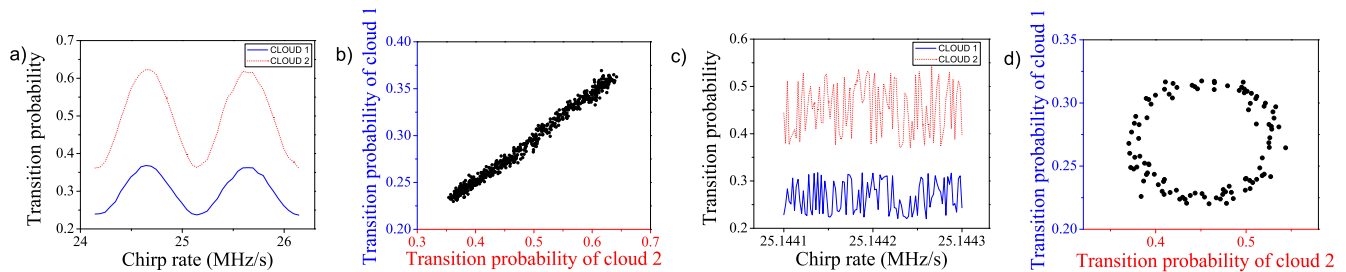 a)
Transition probability
0.7
0.6
0.5
0.4
0.3
0.2
24
25
26
Chirp rate (MHz/s)
CLOUD 1
CLOUD 2
b)
Transition probability of cloud 1
0.40
0.35
0.30
0.25
0.20
0.3
0.4
0.5
0.6
0.7
Transition probability of cloud 2
c)
Transition probability
0.6
0.5
0.4
0.3
0.2
25.1441
25.1442
25.1443
Chirp rate (MHz/s)
CLOUD 1
CLOUD 2
d)
Transition probability of cloud 1
0.35
0.30
0.25
0.20
0.4
0.5
Transition probability of cloud 2